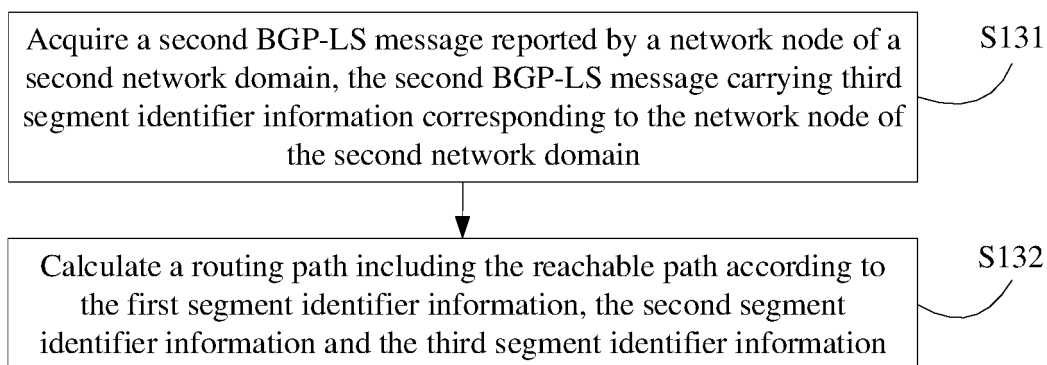 Acquire a second BGP-LS message reported by a network node of a
second network domain, the second BGP-LS message carrying third
segment identifier information corresponding to the network node of
the second network domain
S131
Calculate a routing path including the reachable path according to
the first segment identifier information, the second segment
identifier information and the third segment identifier information
S132